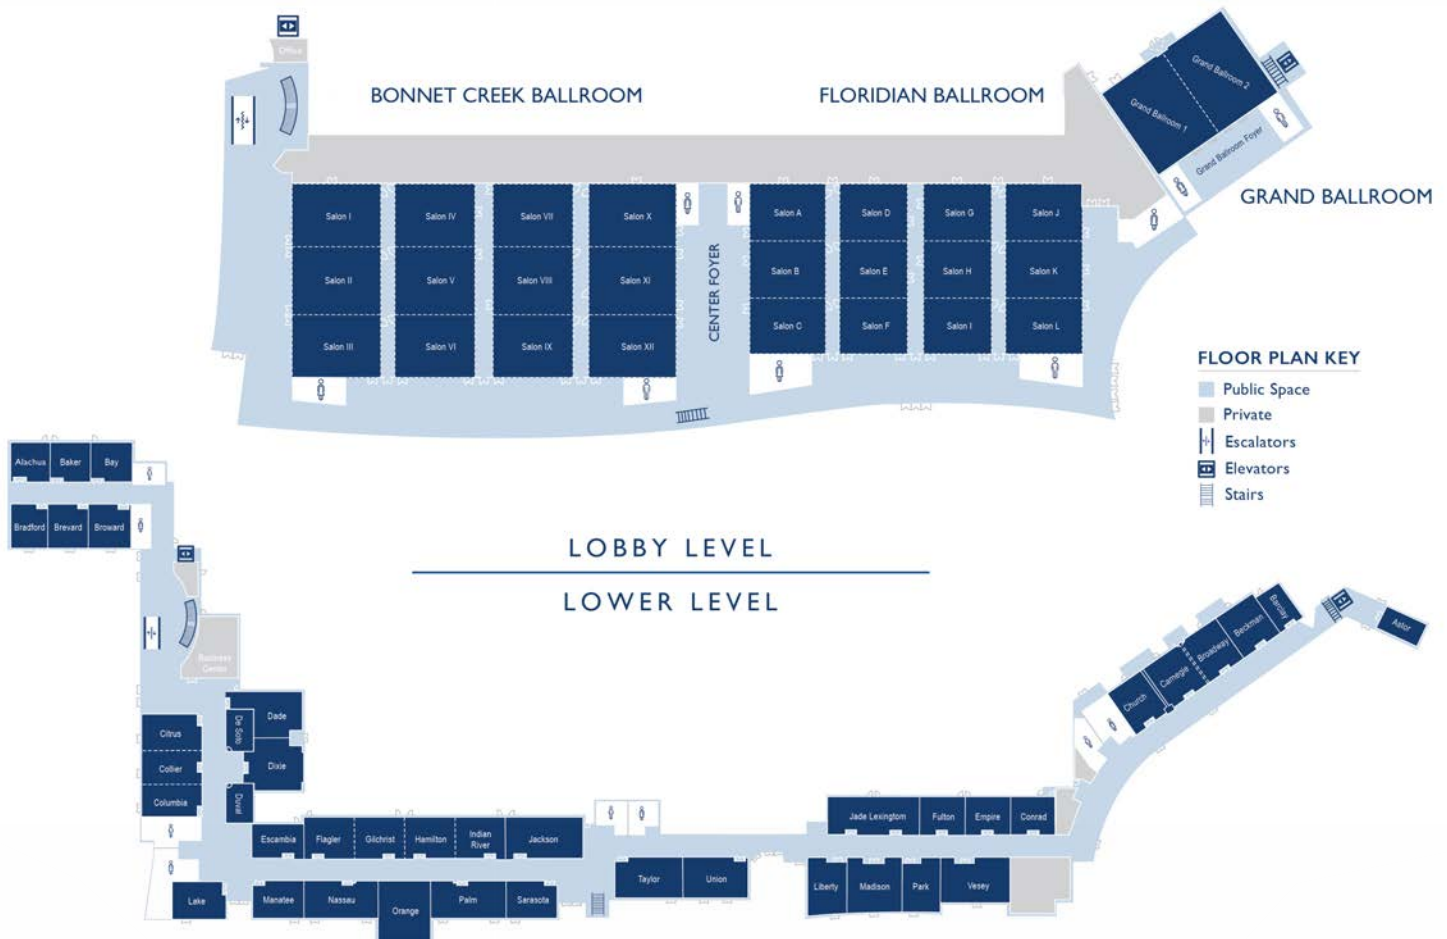 Office
BONNET CREEK BALLROOM
FLORIDIAN BALLROOM
Grand Ballroom 2
Grand Ballroom 1
Grand Ballroom Foyer
GRAND BALLROOM
Salon I
Salon IV
Salon VII
Salon X
Salon A
Salon D
Salon G
Salon J
Salon II
Salon V
Salon VIII
Salon XI
CENTER FOYER
Salon B
Salon E
Salon H
Salon K
Salon III
Salon VI
Salon IX
Salon XII
Salon C
Salon F
Salon I
Salon L
FLOOR PLAN KEY
Public Space
Private
Escalators
Elevators
Stairs
Alachus
Baker
Bay
Bradford
Brevard
Broward
LOBBY LEVEL
LOWER LEVEL
Business
Center
Citrus
Collier
Columbia
De Soto
Dade
Dixie
Duval
Escambia
Flagler
Gilchrist
Hamilton
Indian
River
Jackson
Lake
Manatee
Nassau
Orange
Palm
Sarasota
Taylor
Union
Jade Lexington
Fulton
Empire
Conrad
Liberty
Madison
Park
Vesey
Church
Carnegie
Broadway
Beckman
Barclay
Astor